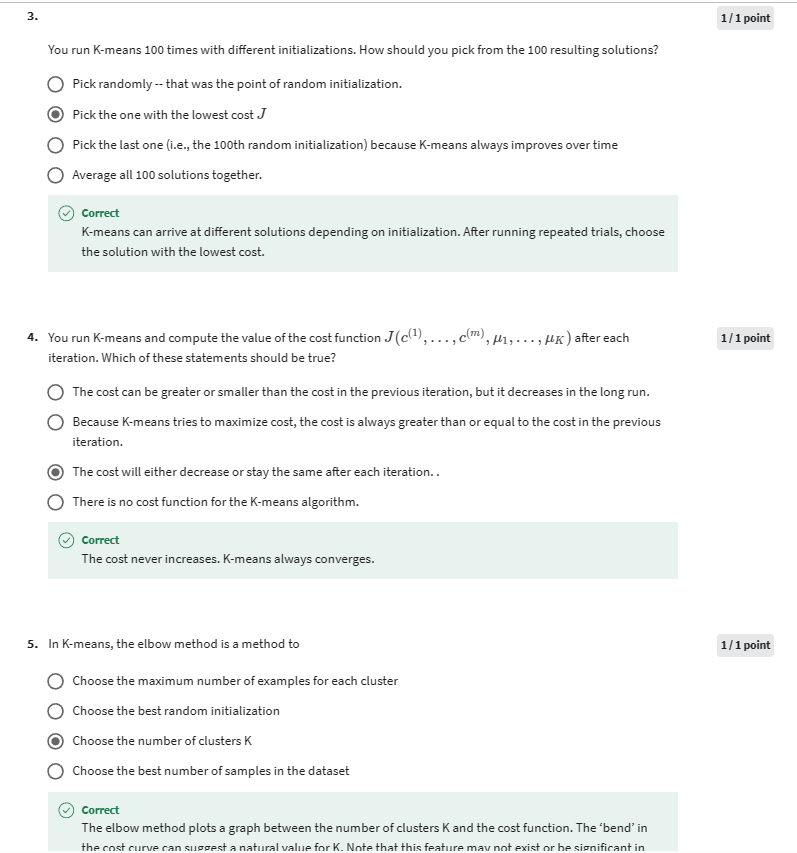 3.
1 / 1 point
You run K-means 100 times with different initializations. How should you pick from the 100 resulting solutions?
Pick randomly -- that was the point of random initialization.
Pick the one with the lowest cost J
Pick the last one (i.e., the 100th random initialization) because K-means always improves over time
Average all 100 solutions together.
Correct
K-means can arrive at different solutions depending on initialization. After running repeated trials, choose
the solution with the lowest cost.
4. You run K-means and compute the value of the cost function J(c⁽¹⁾, . . . , c⁽ᵐ⁾, μ₁, . . . , μ_K) after each
1 / 1 point
iteration. Which of these statements should be true?
The cost can be greater or smaller than the cost in the previous iteration, but it decreases in the long run.
Because K-means tries to maximize cost, the cost is always greater than or equal to the cost in the previous
iteration.
The cost will either decrease or stay the same after each iteration. .
There is no cost function for the K-means algorithm.
Correct
The cost never increases. K-means always converges.
5. In K-means, the elbow method is a method to
1 / 1 point
Choose the maximum number of examples for each cluster
Choose the best random initialization
Choose the number of clusters K
Choose the best number of samples in the dataset
Correct
The elbow method plots a graph between the number of clusters K and the cost function. The ‘bend’ in
the cost curve can suggest a natural value for K. Note that this feature may not exist or be significant in